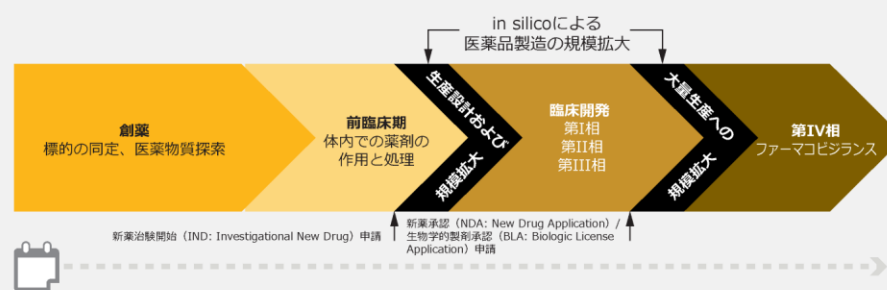 in silicoによる
医薬品製造の規模拡大
創薬
標的の同定、医薬物質探索
前臨床期
体内での薬剤の
作用と処理
生産設計および
規模拡大
臨床開発
第I相
第II相
第III相
大量生産への
規模拡大
第IV相
ファーマコビジランス
新薬治験開始（IND: Investigational New Drug）申請
新薬承認（NDA: New Drug Application）/
生物学的製剤承認（BLA: Biologic License
Application）申請